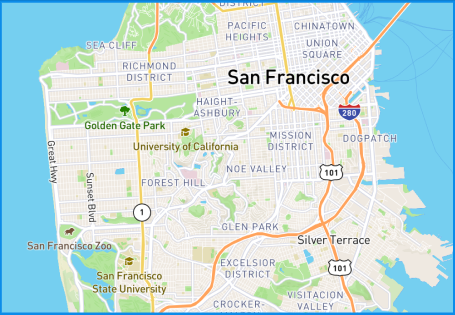 DISTRICT
PACIFIC
HEIGHTS
CHINATOWN
UNION
SQUARE
SEA CLIFF
RICHMOND
DISTRICT
San Francisco
HAIGHT-
ASHBURY
280
Golden Gate Park
University of California
MISSION
DISTRICT
DOGPATCH
Great Hwy
Sunset Blvd
FOREST HILL
NOE VALLEY
101
1
GLEN PARK
San Francisco Zoo
Silver Terrace
San Francisco
State University
EXCELSIOR
DISTRICT
101
CROCKER-
VISITACION
VALLEY